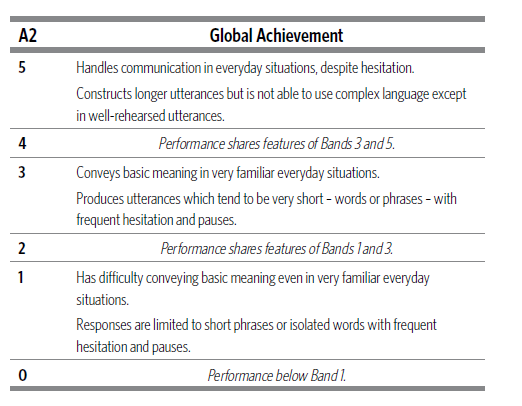 A2 Global Achievement
5 Handles communication in everyday situations, despite hesitation.
Constructs longer utterances but is not able to use complex language except
in well-rehearsed utterances.
4 Performance shares features of Bands 3 and 5.
3 Conveys basic meaning in very familiar everyday situations.
Produces utterances which tend to be very short – words or phrases – with
frequent hesitation and pauses.
2 Performance shares features of Bands 1 and 3.
1 Has difficulty conveying basic meaning even in very familiar everyday
situations.
Responses are limited to short phrases or isolated words with frequent
hesitation and pauses.
0 Performance below Band 1.